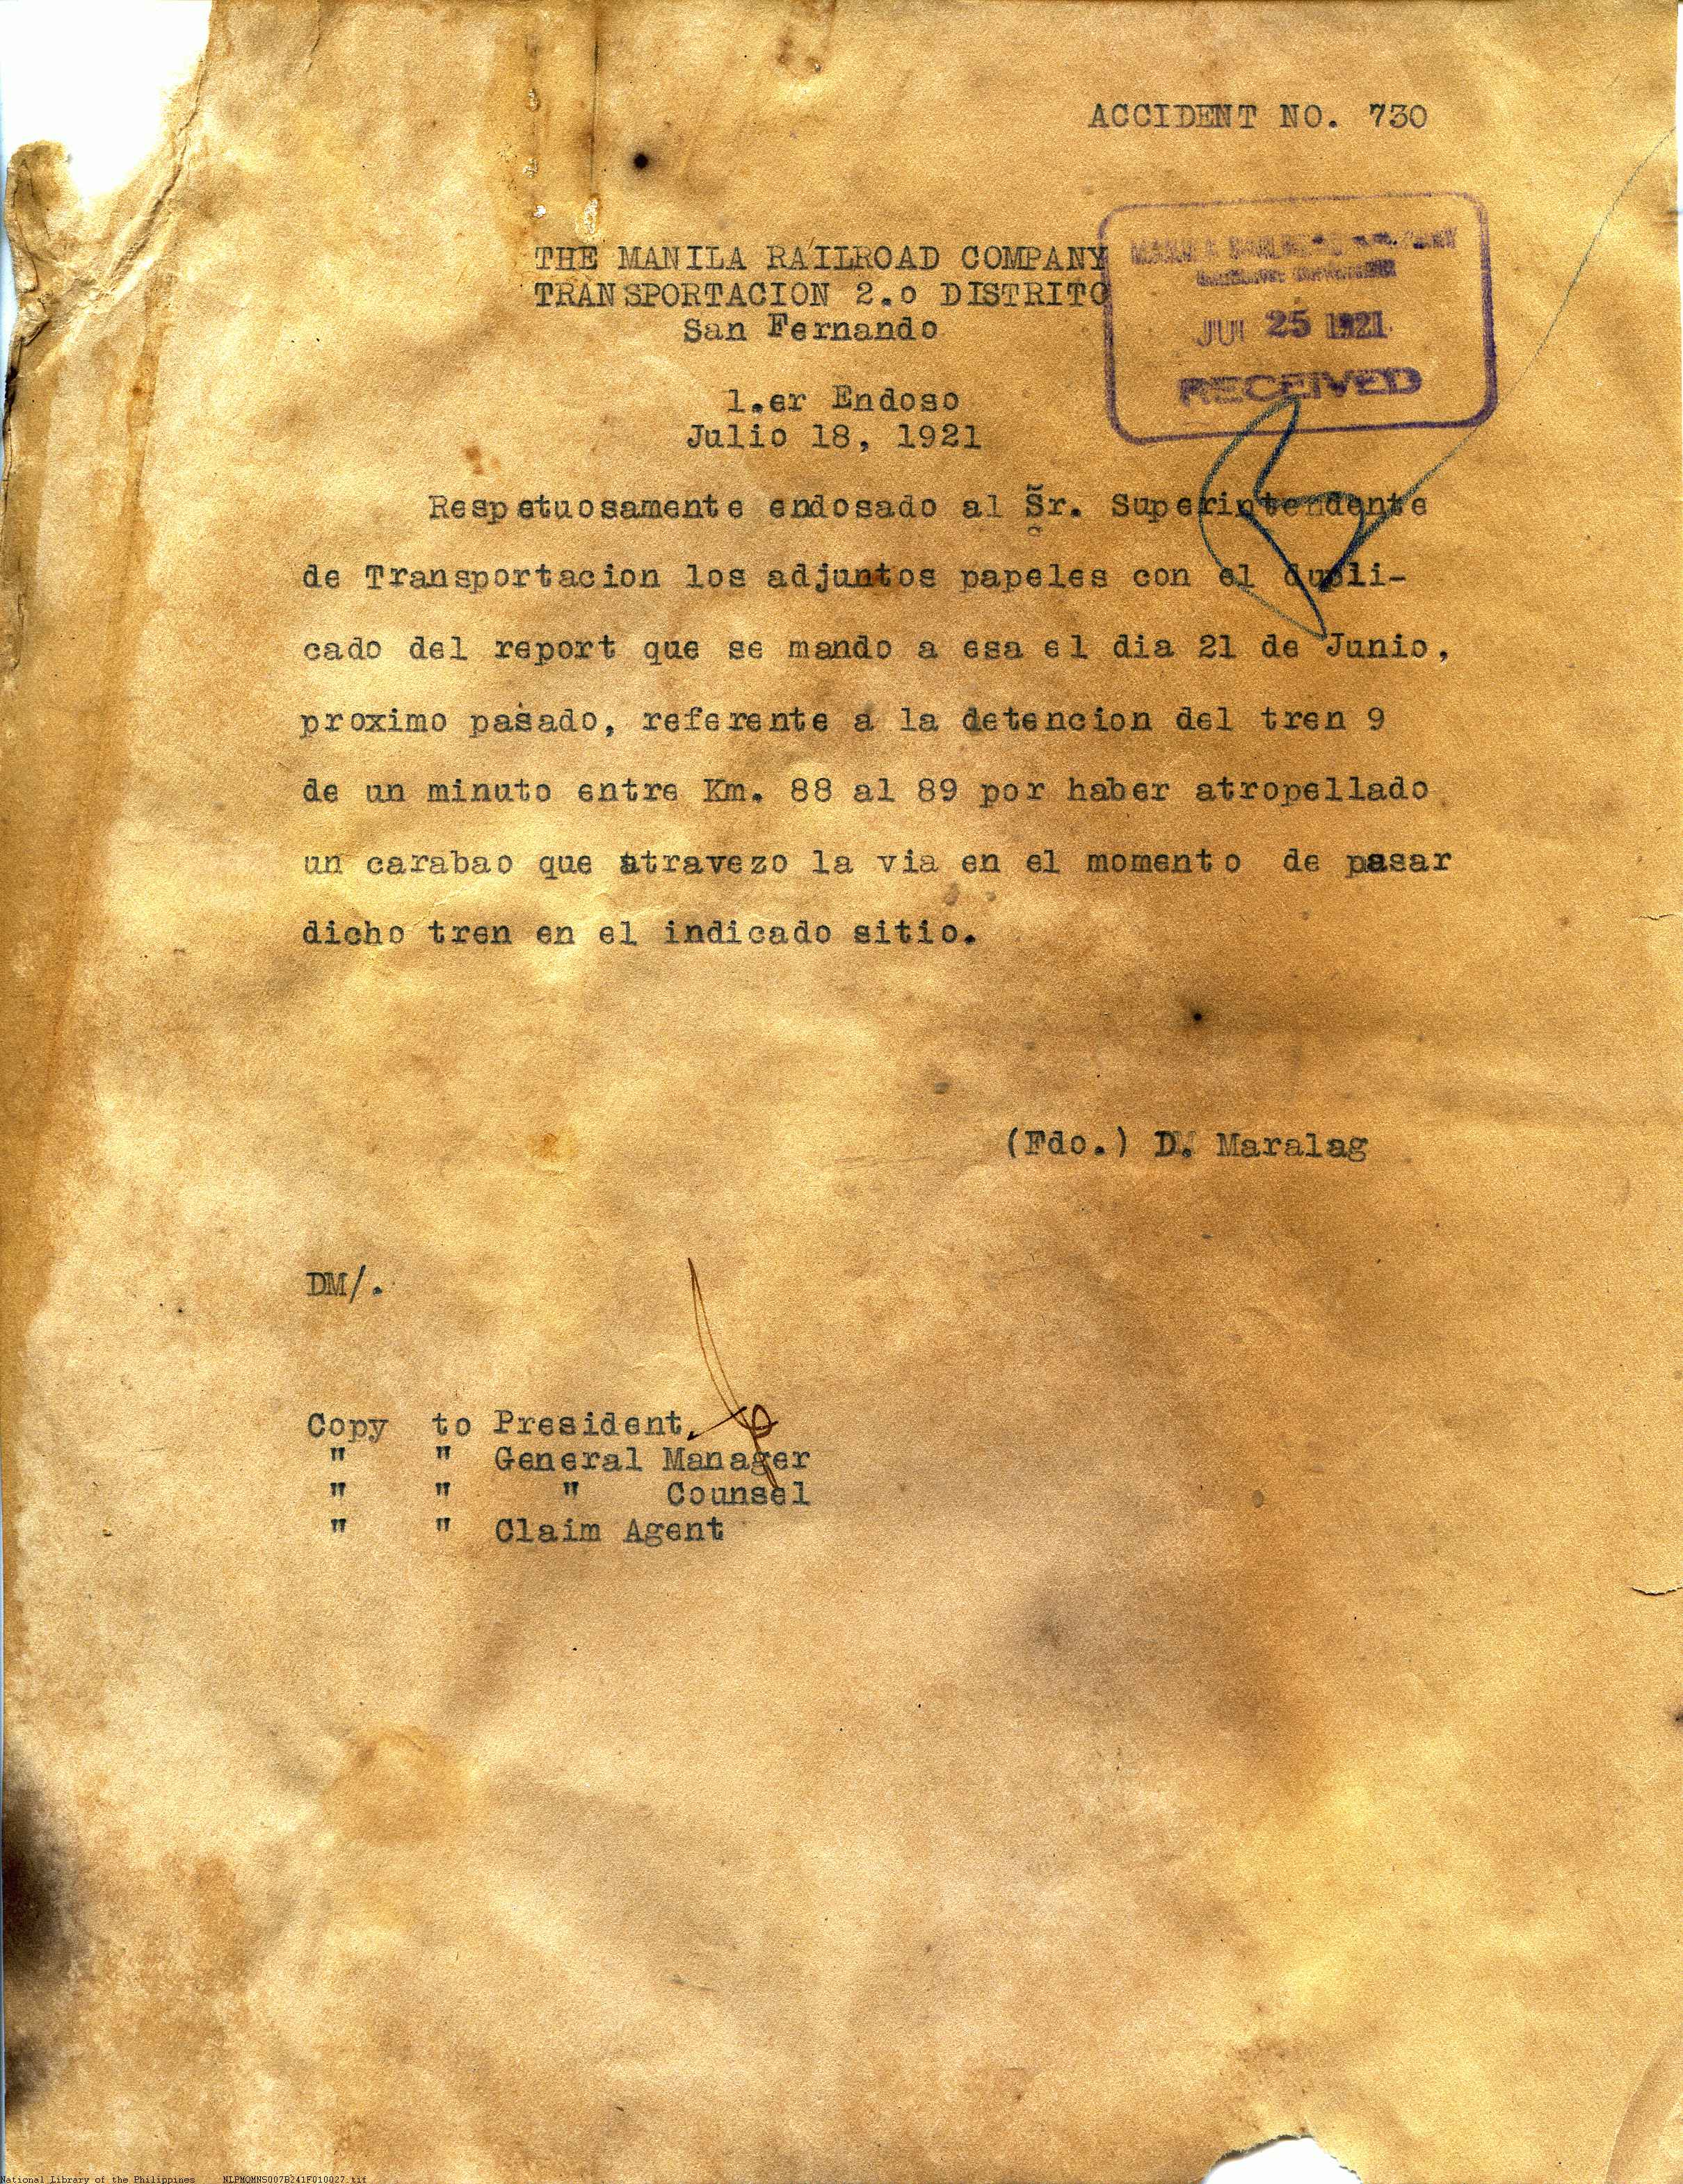 ACCIDENT NO. 730
THE MANILA RAILROAD COMPANY
TRANSPORTACION 2.o DISTRITO
San Fernando
MANILA RAILROAD COMPANY
JUL 25 1921
RECEIVED
1.er Endoso
Julio 18, 1921
Respetuosamente endosado al Sr. Superintendente
de Transportacion los adjuntos papeles con el dupli-
cado del report que se mando a esa el dia 21 de Junio,
proximo pasado, referente a la detencion del tren 9
de un minuto entre Km. 88 al 89 por haber atropellado
un carabao que atravezo la via en el momento de pasar
dicho tren en el indicado sitio.
(Fdo.) D. Maralag
DM/.
Copy to President
" " General Manager
" " " Counsel
" " Claim Agent
National Library of the Philippines NLPMOMNS007B241F010027.tif